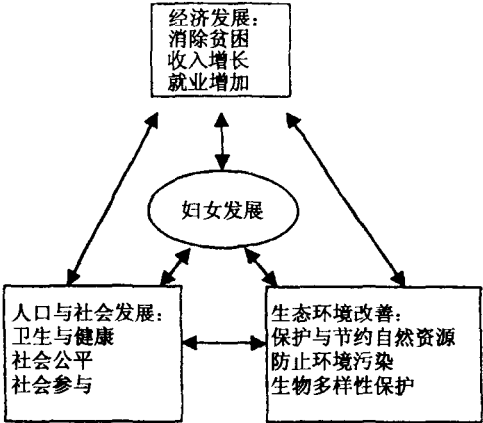 经济发展：
消除贫困
收入增长
就业增加
妇女发展
人口与社会发展：
卫生与健康
社会公平
社会参与
生态环境改善：
保护与节约自然资源
防止环境污染
生物多样性保护